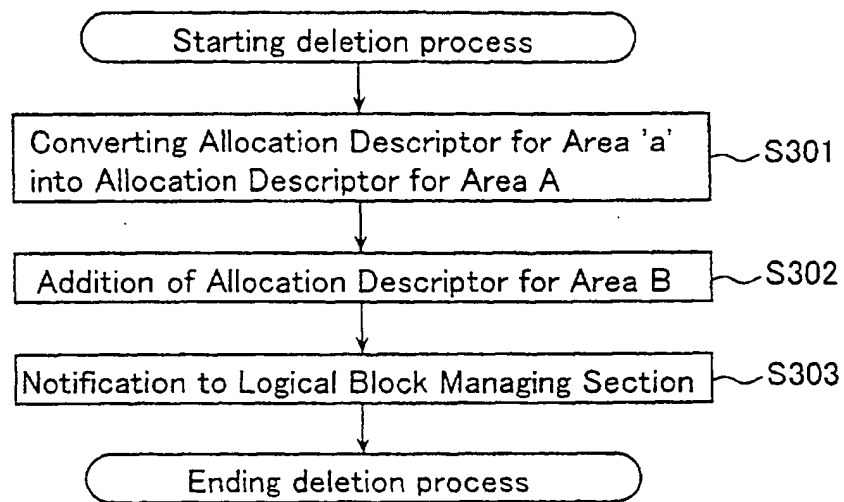 Starting deletion process
Converting Allocation Descriptor for Area 'a'
into Allocation Descriptor for Area A
S301
Addition of Allocation Descriptor for Area B
S302
Notification to Logical Block Managing Section
S303
Ending deletion process